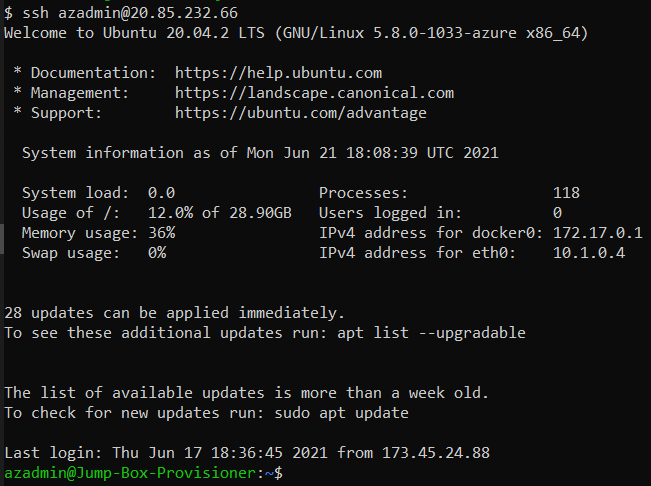 $ ssh azadmin@20.85.232.66
Welcome to Ubuntu 20.04.2 LTS (GNU/Linux 5.8.0-1033-azure x86_64)
* Documentation:  https://help.ubuntu.com
* Management:     https://landscape.canonical.com
* Support:        https://ubuntu.com/advantage
System information as of Mon Jun 21 18:08:39 UTC 2021
System load:  0.0                Processes:                118
Usage of /:   12.0% of 28.90GB   Users logged in:          0
Memory usage: 36%                IPv4 address for docker0: 172.17.0.1
Swap usage:   0%                 IPv4 address for eth0:    10.1.0.4
28 updates can be applied immediately.
To see these additional updates run: apt list --upgradable
The list of available updates is more than a week old.
To check for new updates run: sudo apt update
Last login: Thu Jun 17 18:36:45 2021 from 173.45.24.88
azadmin@Jump-Box-Provisioner:~$